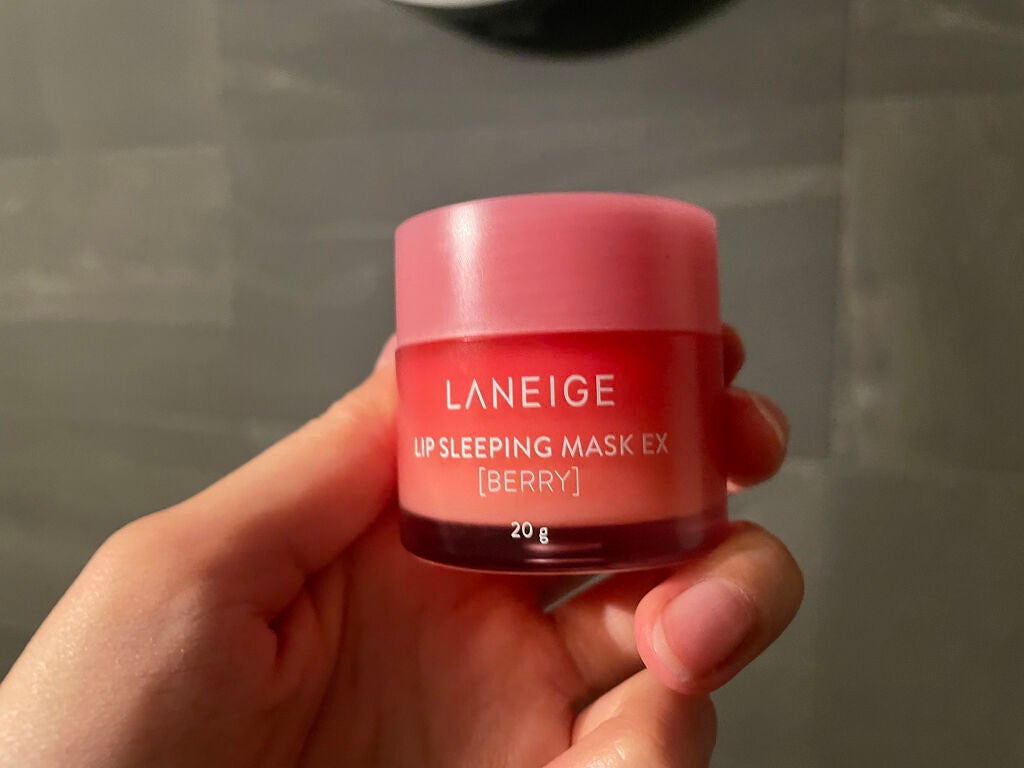 LANEIGE
LIP SLEEPING MASK EX
[BERRY]
20 g